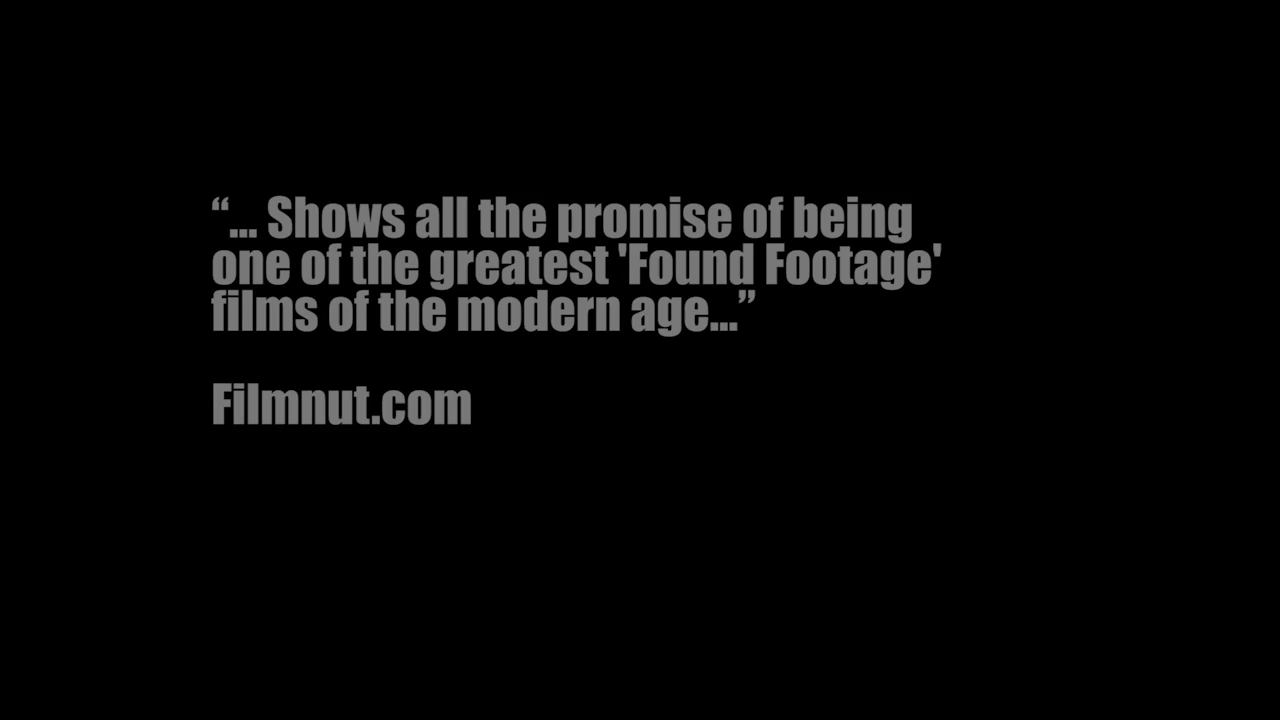 “... Shows all the promise of being
one of the greatest 'Found Footage'
films of the modern age...”
Filmnut.com